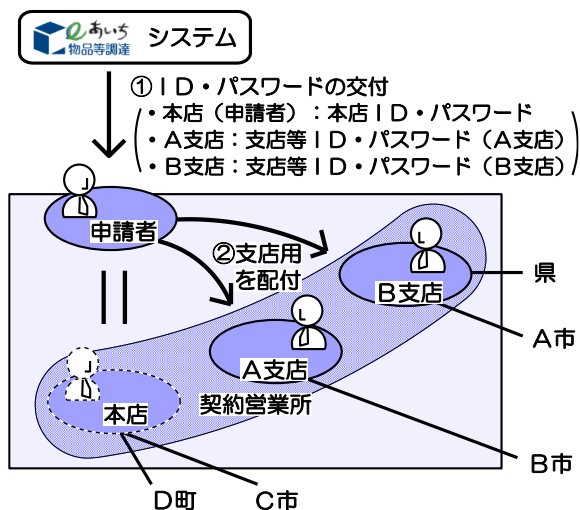 あいち
物品等調達
システム
①ＩＤ・パスワードの交付
・本店（申請者）：本店ＩＤ・パスワード
・Ａ支店：支店等ＩＤ・パスワード（Ａ支店）
・Ｂ支店：支店等ＩＤ・パスワード（Ｂ支店）
申請者
②支店用
を配付
Ｂ支店
県
Ａ市
Ａ支店
契約営業所
本店
Ｂ市
Ｄ町
Ｃ市